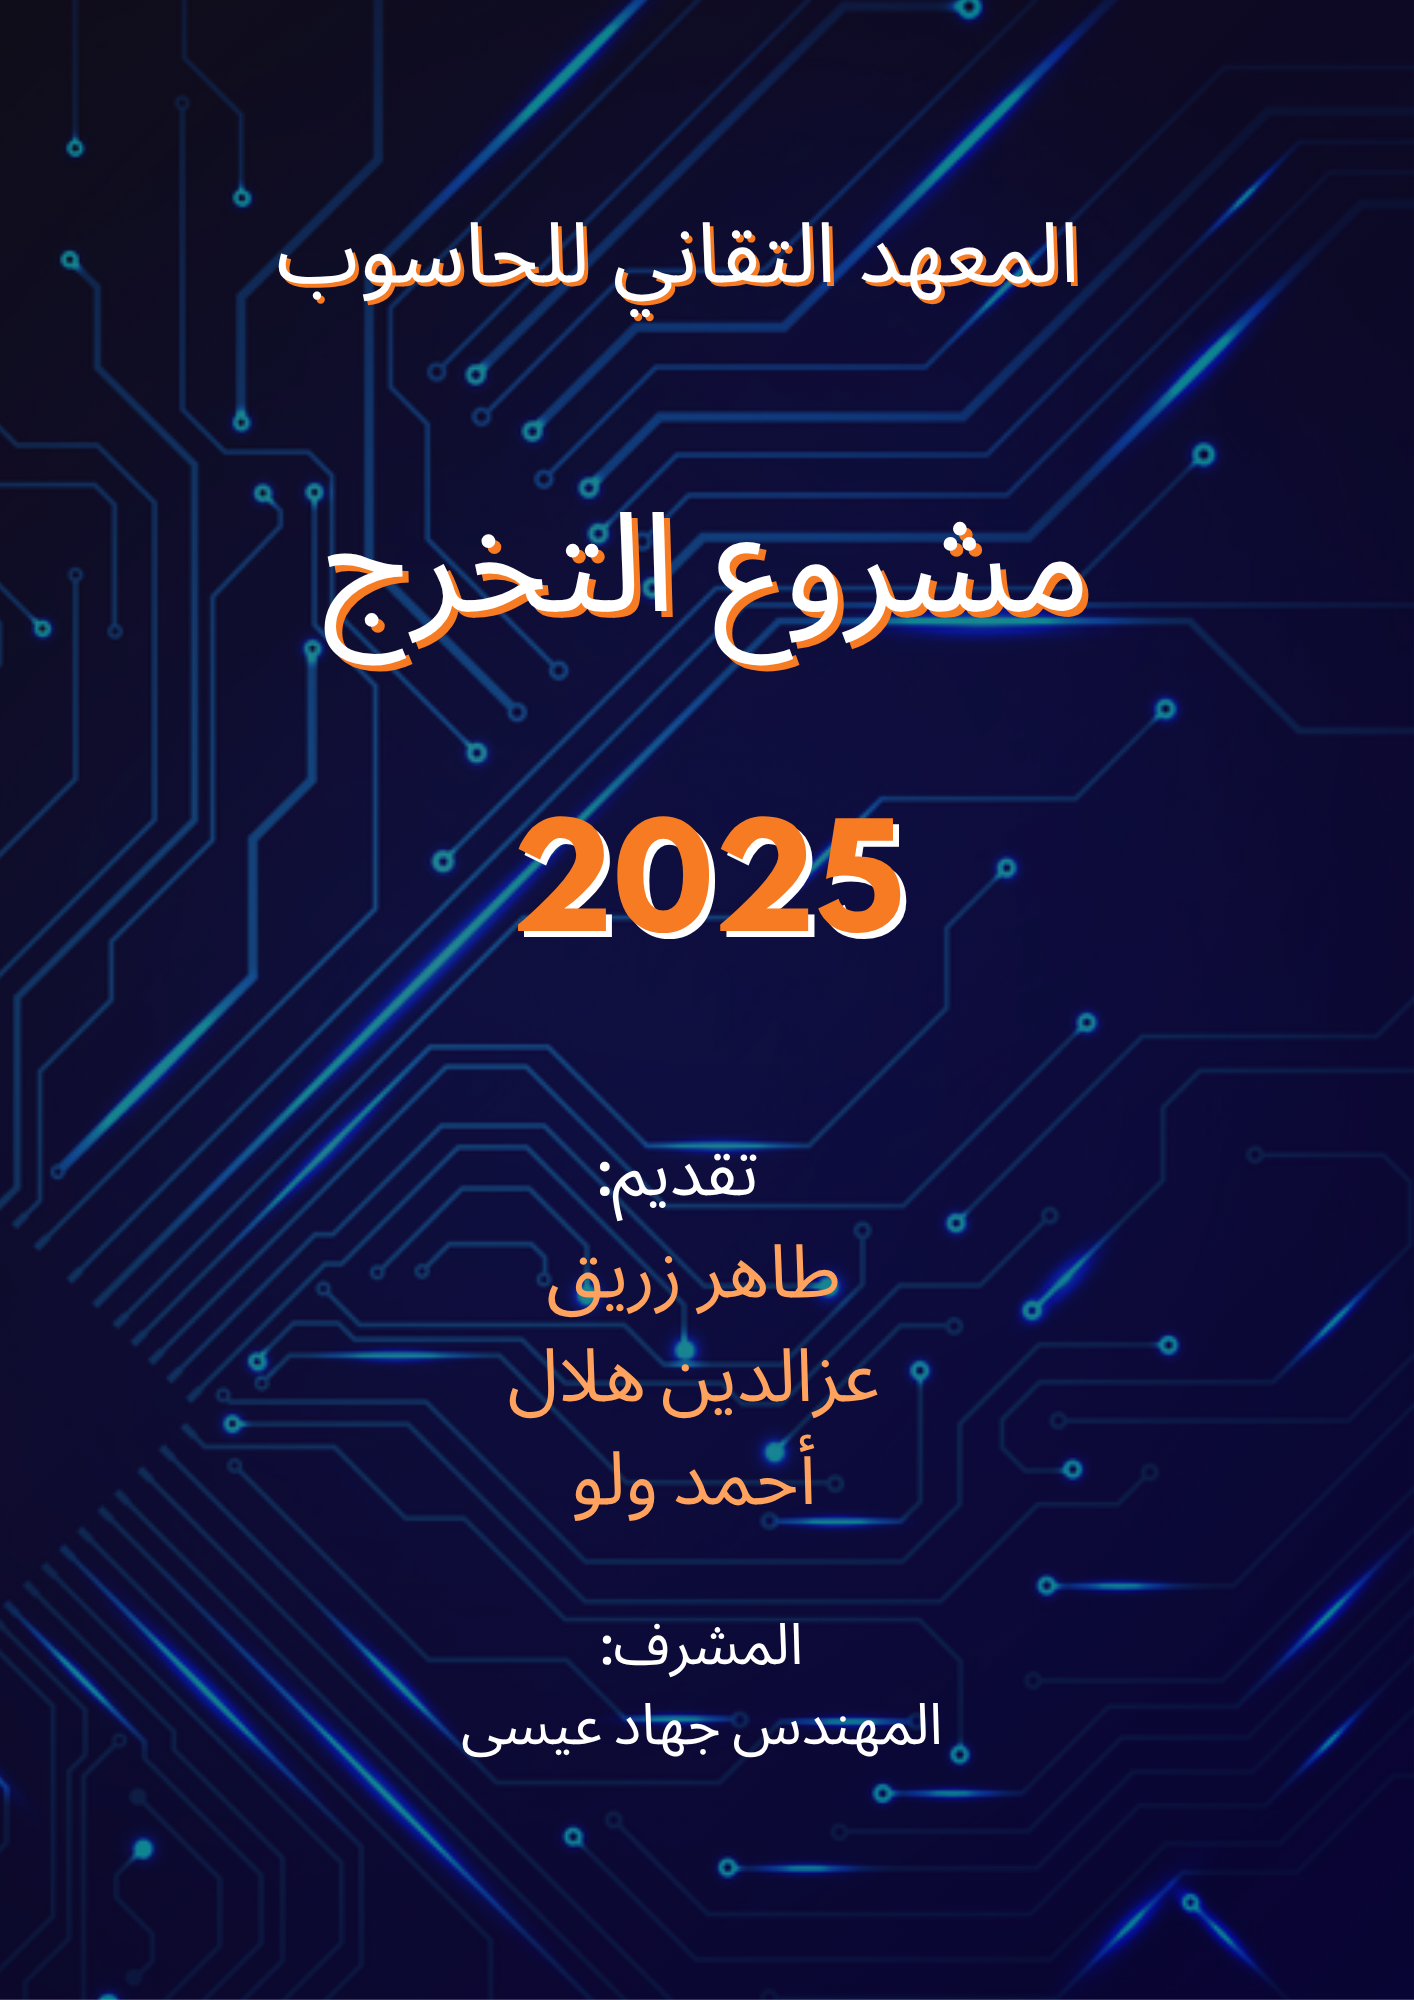 المعهد التقاني للحاسوب
مشروع التخرج
2025
تقديم:
طاهر زريق
عزالدين هلال
أحمد ولو
المشرف:
المهندس جهاد عيسى